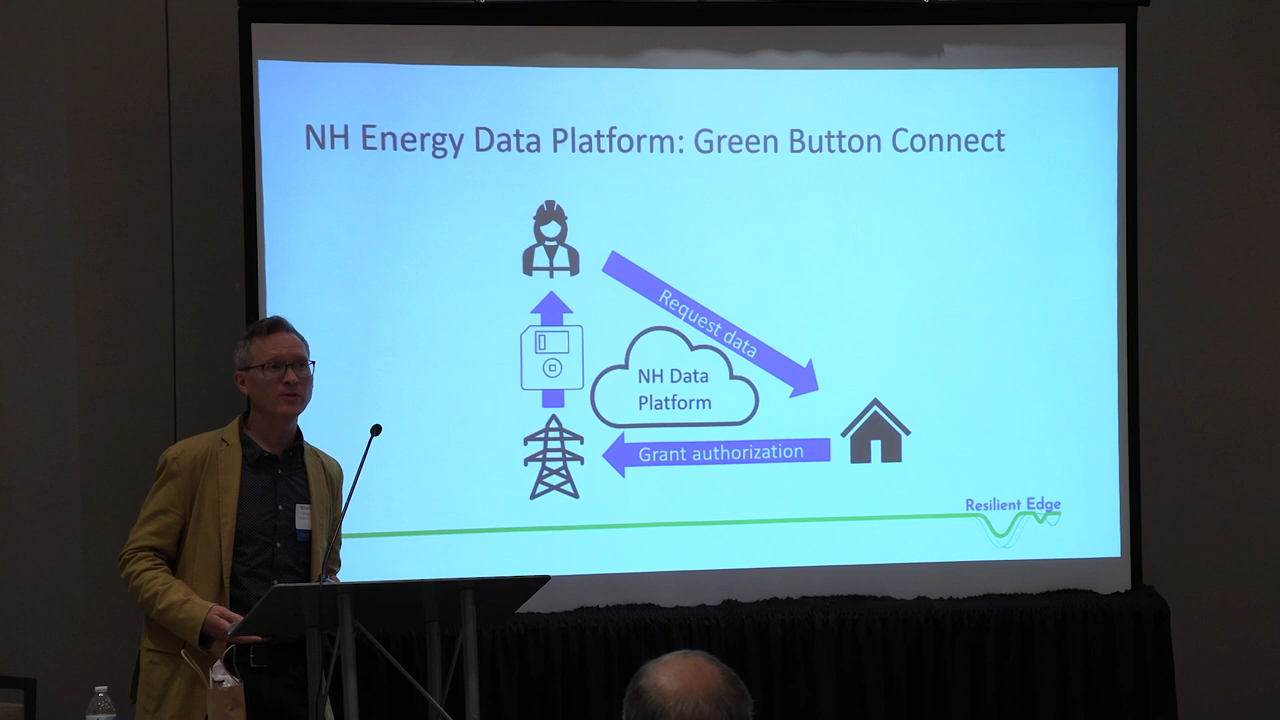 NH Energy Data Platform: Green Button Connect
Request data
NH Data
Platform
Grant authorization
Resilient Edge